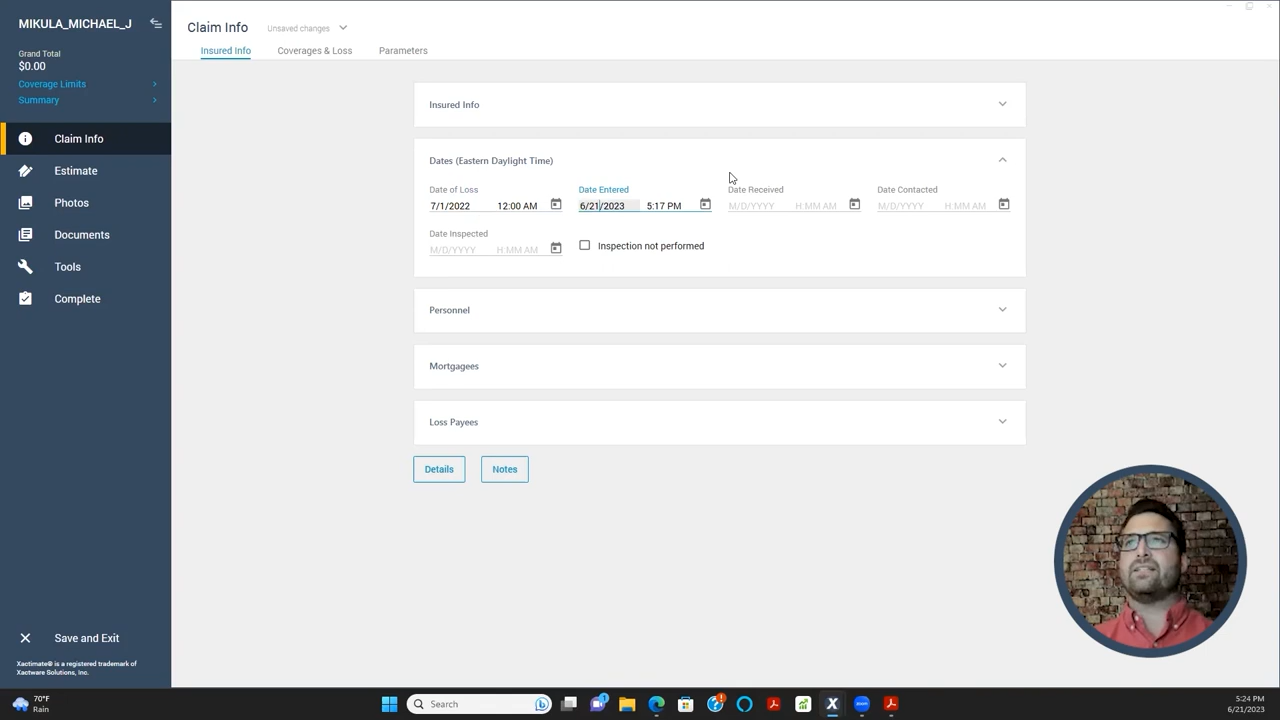 MIKULA_MICHAEL_J
Grand Total
$0.00
Coverage Limits
Summary
Claim Info
Estimate
Photos
Documents
Tools
Complete
Save and Exit
Xactimate® is a registered trademark of
Xactware Solutions, Inc.
Claim Info Unsaved changes
Insured Info Coverages & Loss Parameters
Insured Info
Dates (Eastern Daylight Time)
Date of Loss Date Entered Date Received Date Contacted
7/1/2022 12:00 AM 6/21/2023 5:17 PM M/D/YYYY H:MM AM M/D/YYYY H:MM AM
Date Inspected
M/D/YYYY H:MM AM Inspection not performed
Personnel
Mortgagees
Loss Payees
Details Notes
70°F
Rain
Search
1
5:24 PM
6/21/2023